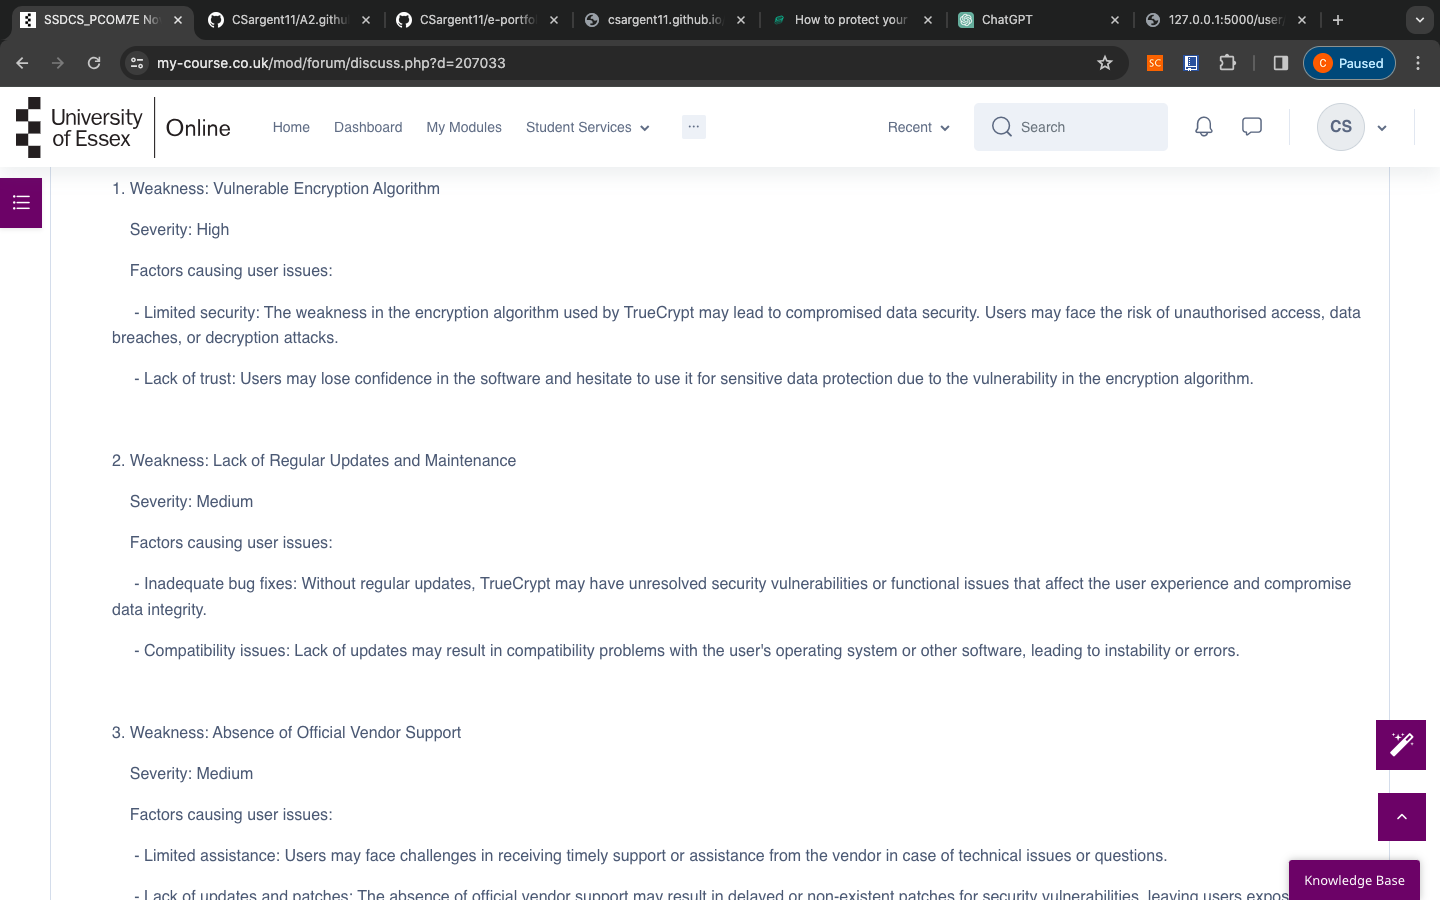 SSDCS_PCOM7E No
CSargent11/A2.githu
CSargent11/e-portfo
csargent11.github.io
How to protect your
ChatGPT
127.0.0.1:5000/user
my-course.co.uk/mod/forum/discuss.php?d=207033
SC
C Paused
University of Essex Online
Home Dashboard My Modules Student Services ... Recent Search CS
1. Weakness: Vulnerable Encryption Algorithm
Severity: High
Factors causing user issues:
- Limited security: The weakness in the encryption algorithm used by TrueCrypt may lead to compromised data security. Users may face the risk of unauthorised access, data
breaches, or decryption attacks.
- Lack of trust: Users may lose confidence in the software and hesitate to use it for sensitive data protection due to the vulnerability in the encryption algorithm.
2. Weakness: Lack of Regular Updates and Maintenance
Severity: Medium
Factors causing user issues:
- Inadequate bug fixes: Without regular updates, TrueCrypt may have unresolved security vulnerabilities or functional issues that affect the user experience and compromise
data integrity.
- Compatibility issues: Lack of updates may result in compatibility problems with the user's operating system or other software, leading to instability or errors.
3. Weakness: Absence of Official Vendor Support
Severity: Medium
Factors causing user issues:
- Limited assistance: Users may face challenges in receiving timely support or assistance from the vendor in case of technical issues or questions.
- Lack of updates and patches: The absence of official vendor support may result in delayed or non-existent patches for security vulnerabilities, leaving users
Knowledge Base